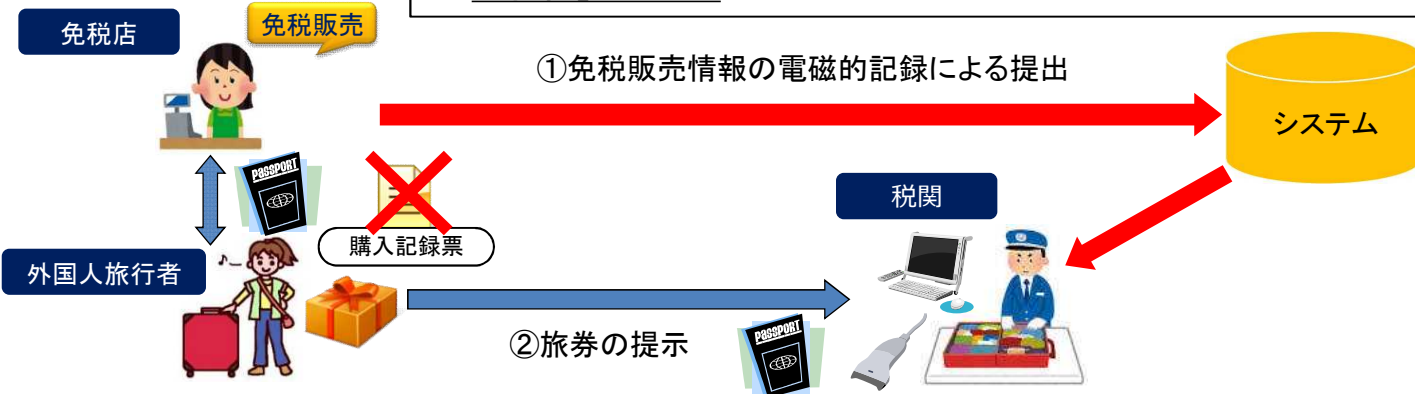 免税店
免税販売
①免税販売情報の電磁的記録による提出
システム
PASSPORT
購入記録票
税関
外国人旅行者
②旅券の提示
PASSPORT